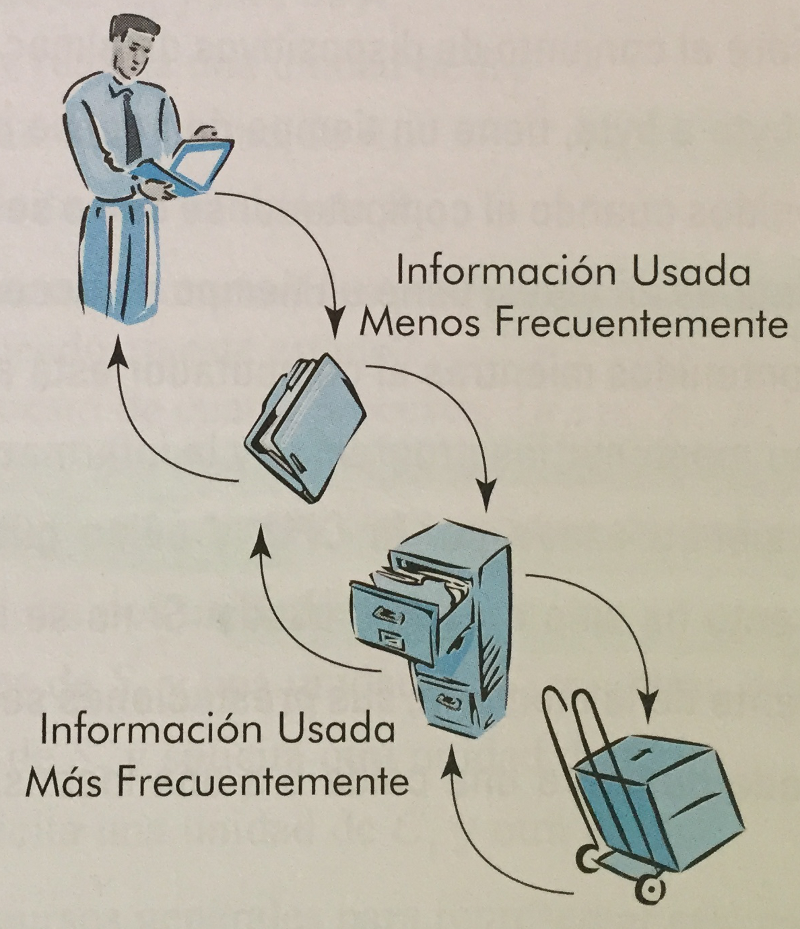 Información Usada
Menos Frecuentemente
Información Usada
Más Frecuentemente